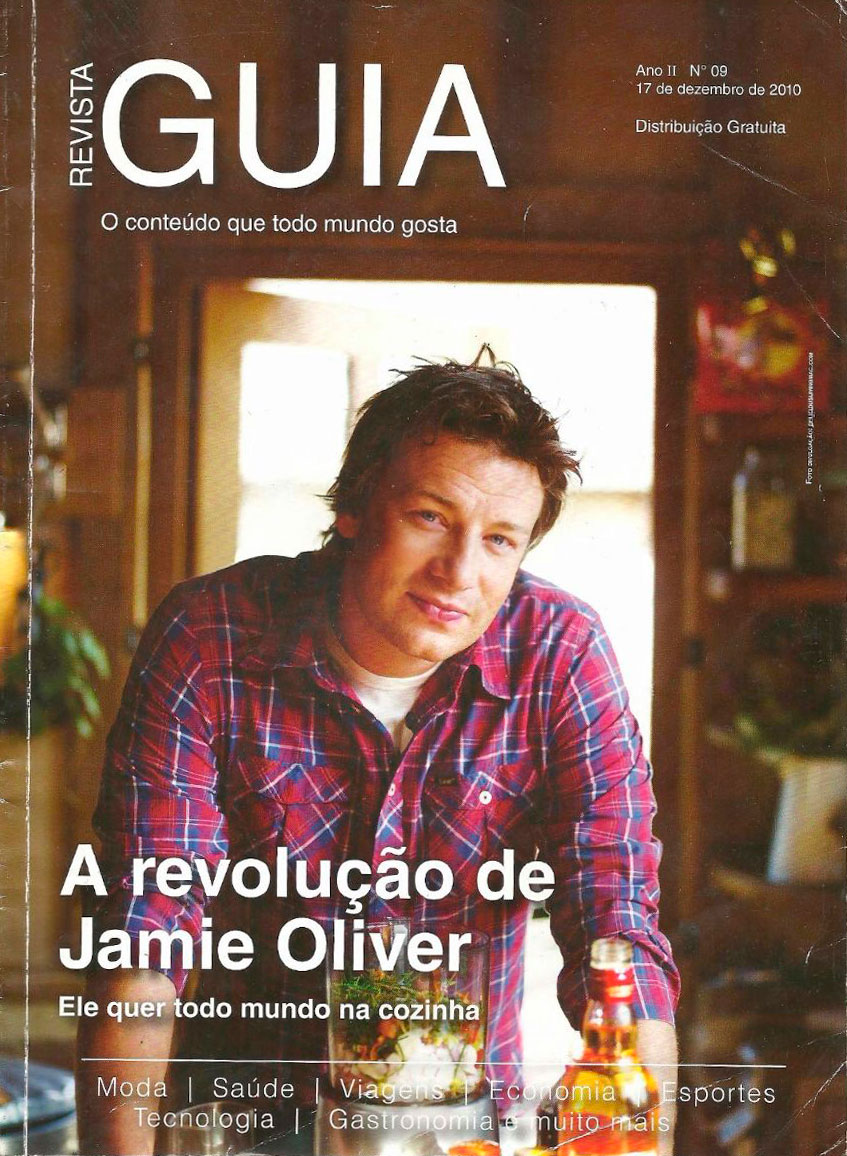 REVISTA
GUIA
O conteúdo que todo mundo gosta
Ano II   N° 09
17 de dezembro de 2010
Distribuição Gratuita
A revolução de
Jamie Oliver
Ele quer todo mundo na cozinha
Moda | Saúde | Viagens | Economia | Esportes
Tecnologia | Gastronomia e muito mais